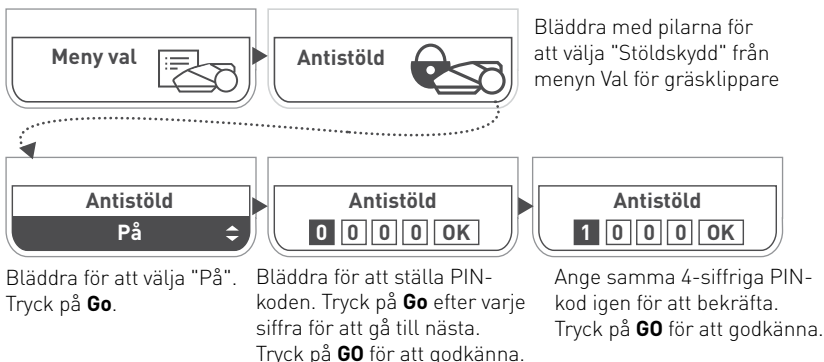 Meny val
Antistöld
Bläddra med pilarna för
att välja "Stöldskydd" från
menyn Val för gräsklippare
Antistöld
På
Bläddra för att välja "På".
Tryck på Go.
Antistöld
0 0 0 0 OK
Bläddra för att ställa PIN-
koden. Tryck på Go efter varje
siffra för att gå till nästa.
Tryck på GO för att godkänna.
Antistöld
1 0 0 0 OK
Ange samma 4-siffriga PIN-
kod igen för att bekräfta.
Tryck på GO för att godkänna.